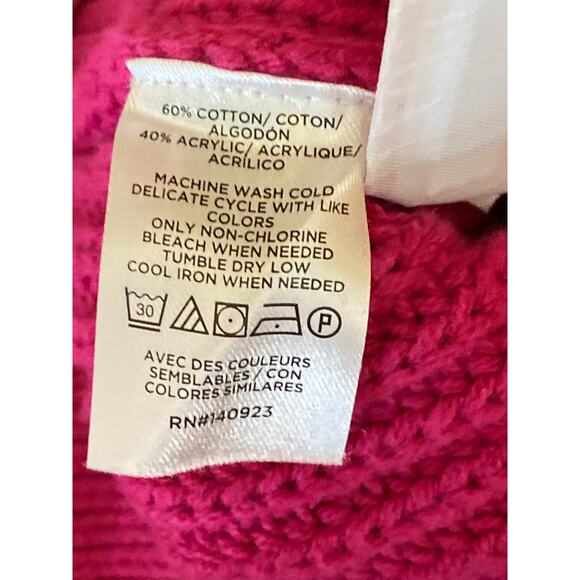 60% COTTON/ COTON/
ALGODÓN
40% ACRYLIC/ ACRYLIQUE/
ACRÍLICO
MACHINE WASH COLD
DELICATE CYCLE WITH LIKE
COLORS
ONLY NON-CHLORINE
BLEACH WHEN NEEDED
TUMBLE DRY LOW
COOL IRON WHEN NEEDED
30 P
AVEC DES COULEURS
SEMBLABLES / CON
COLORES SIMILARES
RN#140923